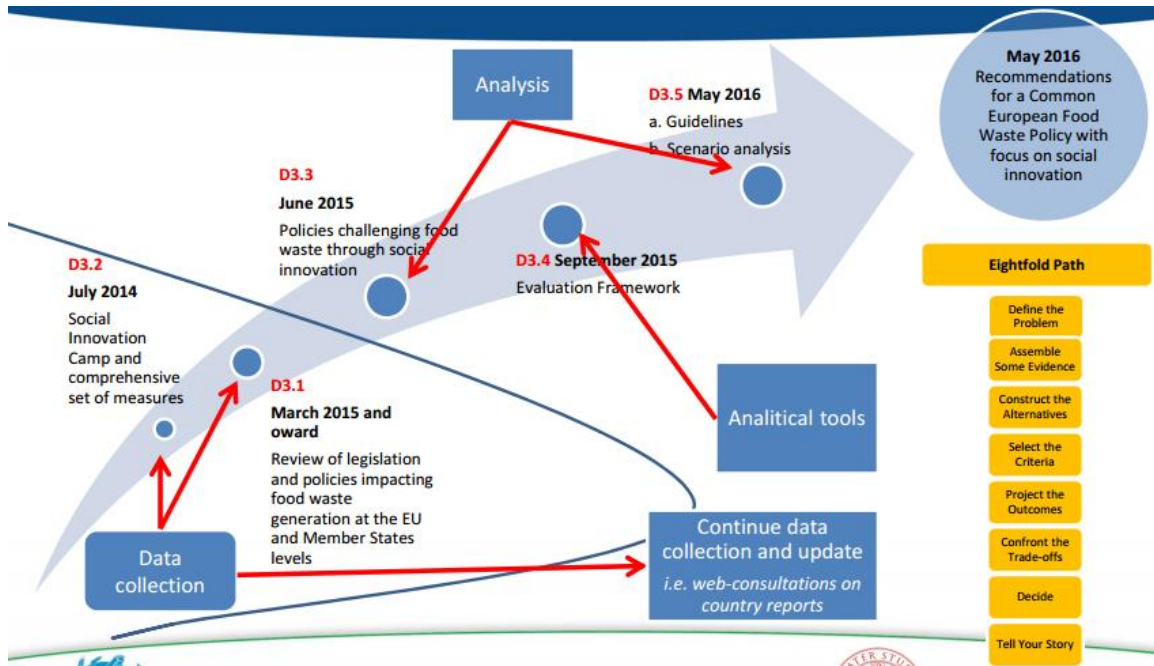 Analysis
D3.5 May 2016
a. Guidelines
b. Scenario analysis
May 2016
Recommendations
for a Common
European Food
Waste Policy with
focus on social
innovation
D3.3
June 2015
Policies challenging food
waste through social
innovation
D3.2
July 2014
Social
Innovation
Camp and
comprehensive
set of measures
D3.4 September 2015
Evaluation Framework
D3.1
March 2015 and
oward
Review of legislation
and policies impacting
food waste
generation at the EU
and Member States
levels
Data
collection
Analitical tools
Continue data
collection and update
i.e. web-consultations on
country reports
Eightfold Path
Define the
Problem
Assemble
Some Evidence
Construct the
Alternatives
Select the
Criteria
Project the
Outcomes
Confront the
Trade-offs
Decide
Tell Your Story